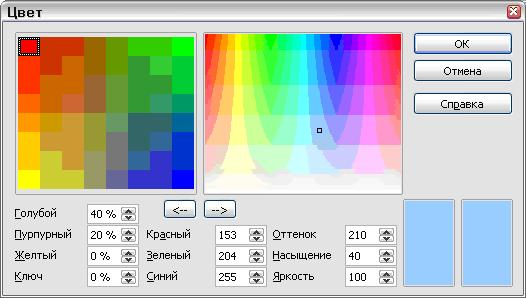 Цвет
OK
Отмена
Справка
<-- -->
Голубой 40 %
Пурпурный 20 % Красный 153 Оттенок 210
Желтый 0 % Зеленый 204 Насыщение 40
Ключ 0 % Синий 255 Яркость 100